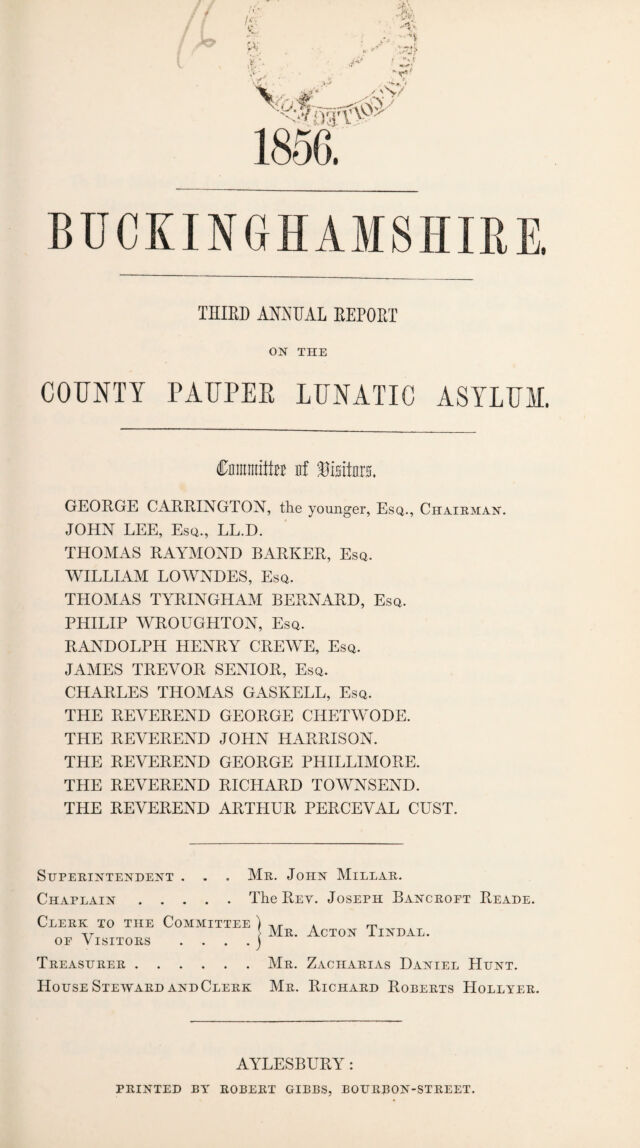 16
1856.
BUCKINGHAMSHIRE.
THIRD ANNUAL REPORT
ON THE
COUNTY PAUPER LUNATIC ASYLUM.
Committee of Visitors.
GEORGE CARRINGTON, the younger, Esq., Chairman.
JOHN LEE, Esq., LL.D.
THOMAS RAYMOND BARKER, Esq.
WILLIAM LOWNDES, Esq.
THOMAS TYRINGHAM BERNARD, Esq.
PHILIP WROUGHTON, Esq.
RANDOLPH HENRY CREWE, Esq.
JAMES TREVOR SENIOR, Esq.
CHARLES THOMAS GASKELL, Esq.
THE REVEREND GEORGE CHETWODE.
THE REVEREND JOHN HARRISON.
THE REVEREND GEORGE PHILLIMORE.
THE REVEREND RICHARD TOWNSEND.
THE REVEREND ARTHUR PERCEVAL CUST.
Superintendent . . . Mr. John Millar.
Chaplain . . . . . The Rev. Joseph Bancroft Reade.
Clerk to the Committee
of Visitors . . . . } Mr. Acton Tindal.
Treasurer . . . . . . Mr. Zacharias Daniel Hunt.
House Steward and Clerk Mr. Richard Roberts Hollyer.
AYLESBURY:
PRINTED BY ROBERT GIBBS, BOURBON-STREET.